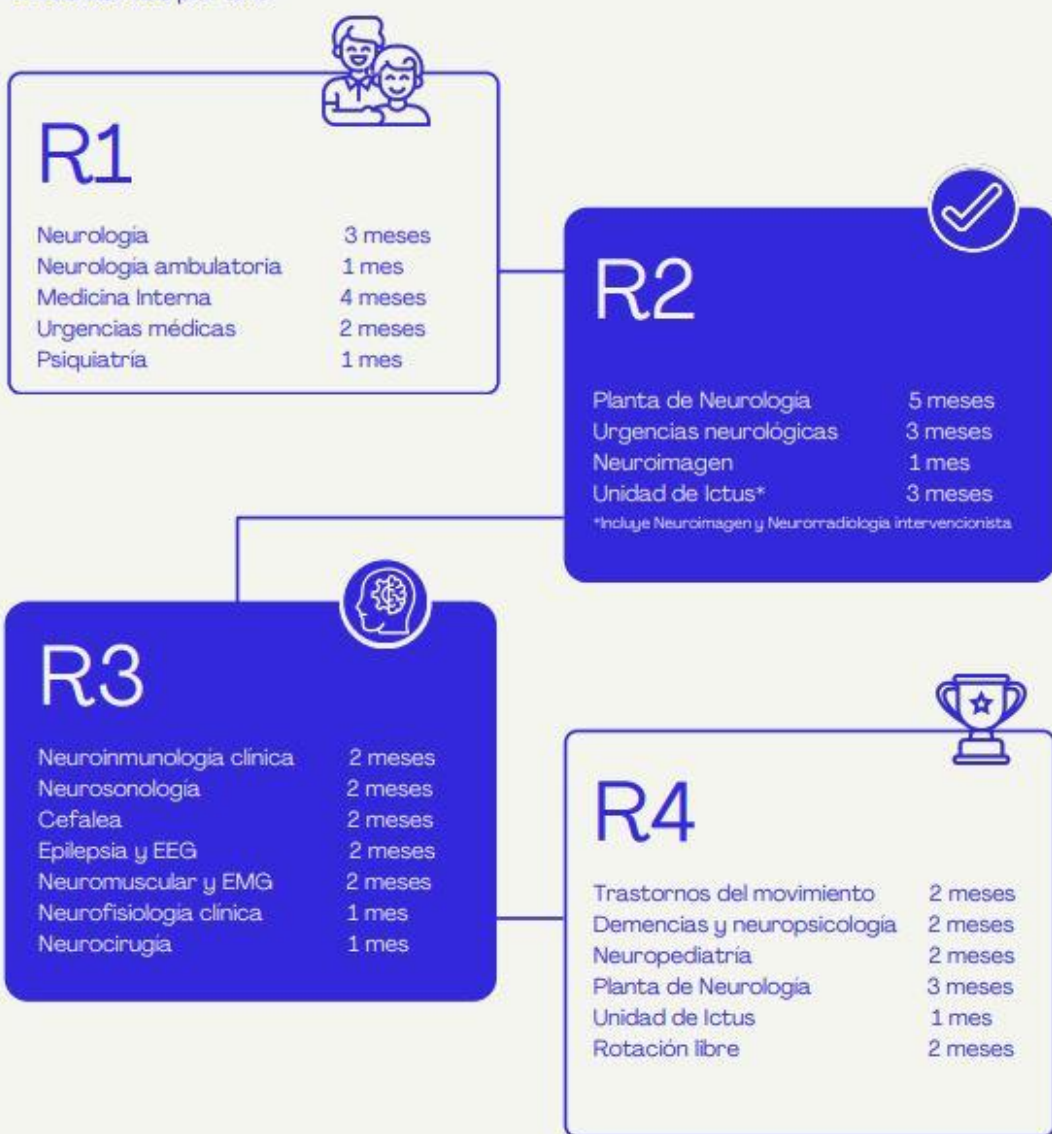 R1
Neurología 3 meses
Neurología ambulatoria 1 mes
Medicina Interna 4 meses
Urgencias médicas 2 meses
Psiquiatría 1 mes
R2
Planta de Neurología 5 meses
Urgencias neurológicas 3 meses
Neuroimagen 1 mes
Unidad de Ictus* 3 meses
*Incluye Neuroimagen y Neurorradiología intervencionista
R3
Neuroinmunología clínica 2 meses
Neurosonología 2 meses
Cefalea 2 meses
Epilepsia y EEG 2 meses
Neuromuscular y EMG 2 meses
Neurofisiología clínica 1 mes
Neurocirugía 1 mes
R4
Trastornos del movimiento 2 meses
Demencias y neuropsicología 2 meses
Neuropediatría 2 meses
Planta de Neurología 3 meses
Unidad de Ictus 1 mes
Rotación libre 2 meses